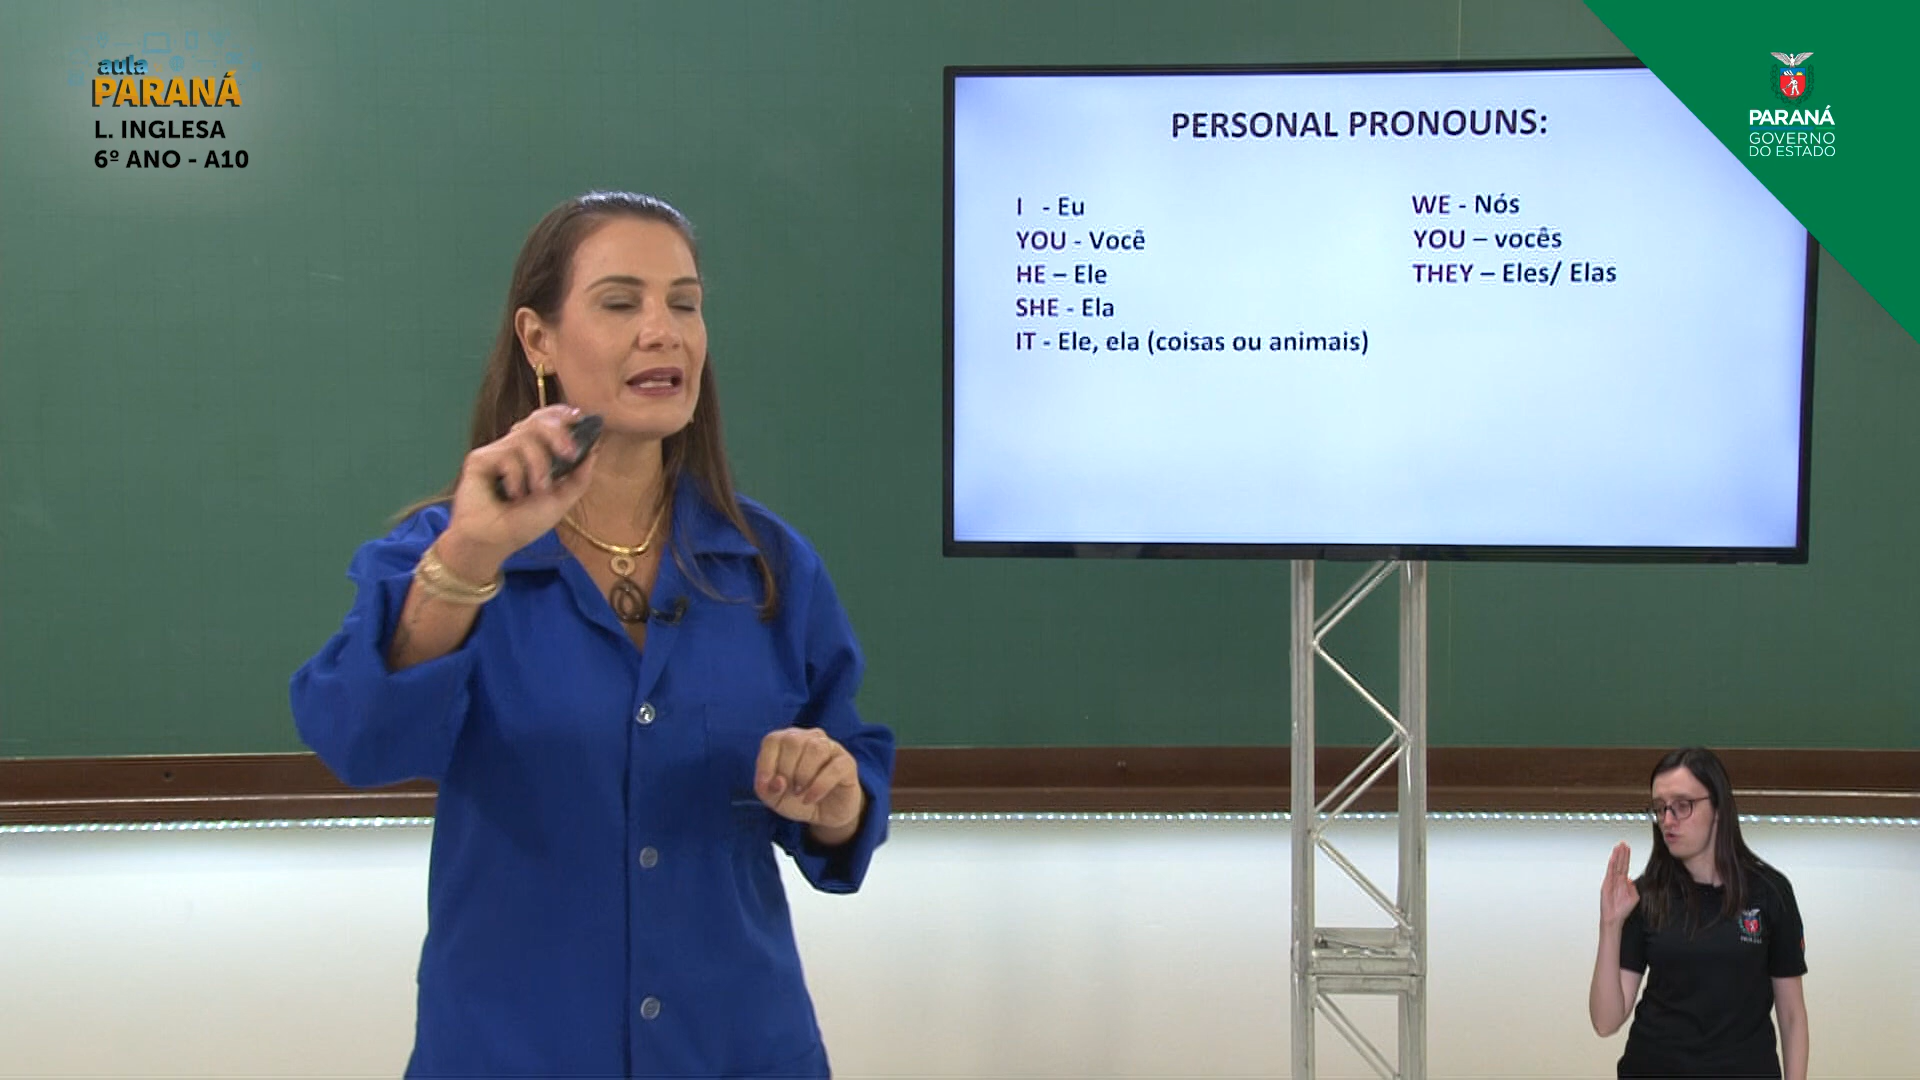 aula
PARANÁ
L. INGLESA
6º ANO - A10
PERSONAL PRONOUNS:
I - Eu
YOU - Você
HE – Ele
SHE - Ela
IT - Ele, ela (coisas ou animais)
WE - Nós
YOU – vocês
THEY – Eles/ Elas
PARANÁ
GOVERNO
DO ESTADO